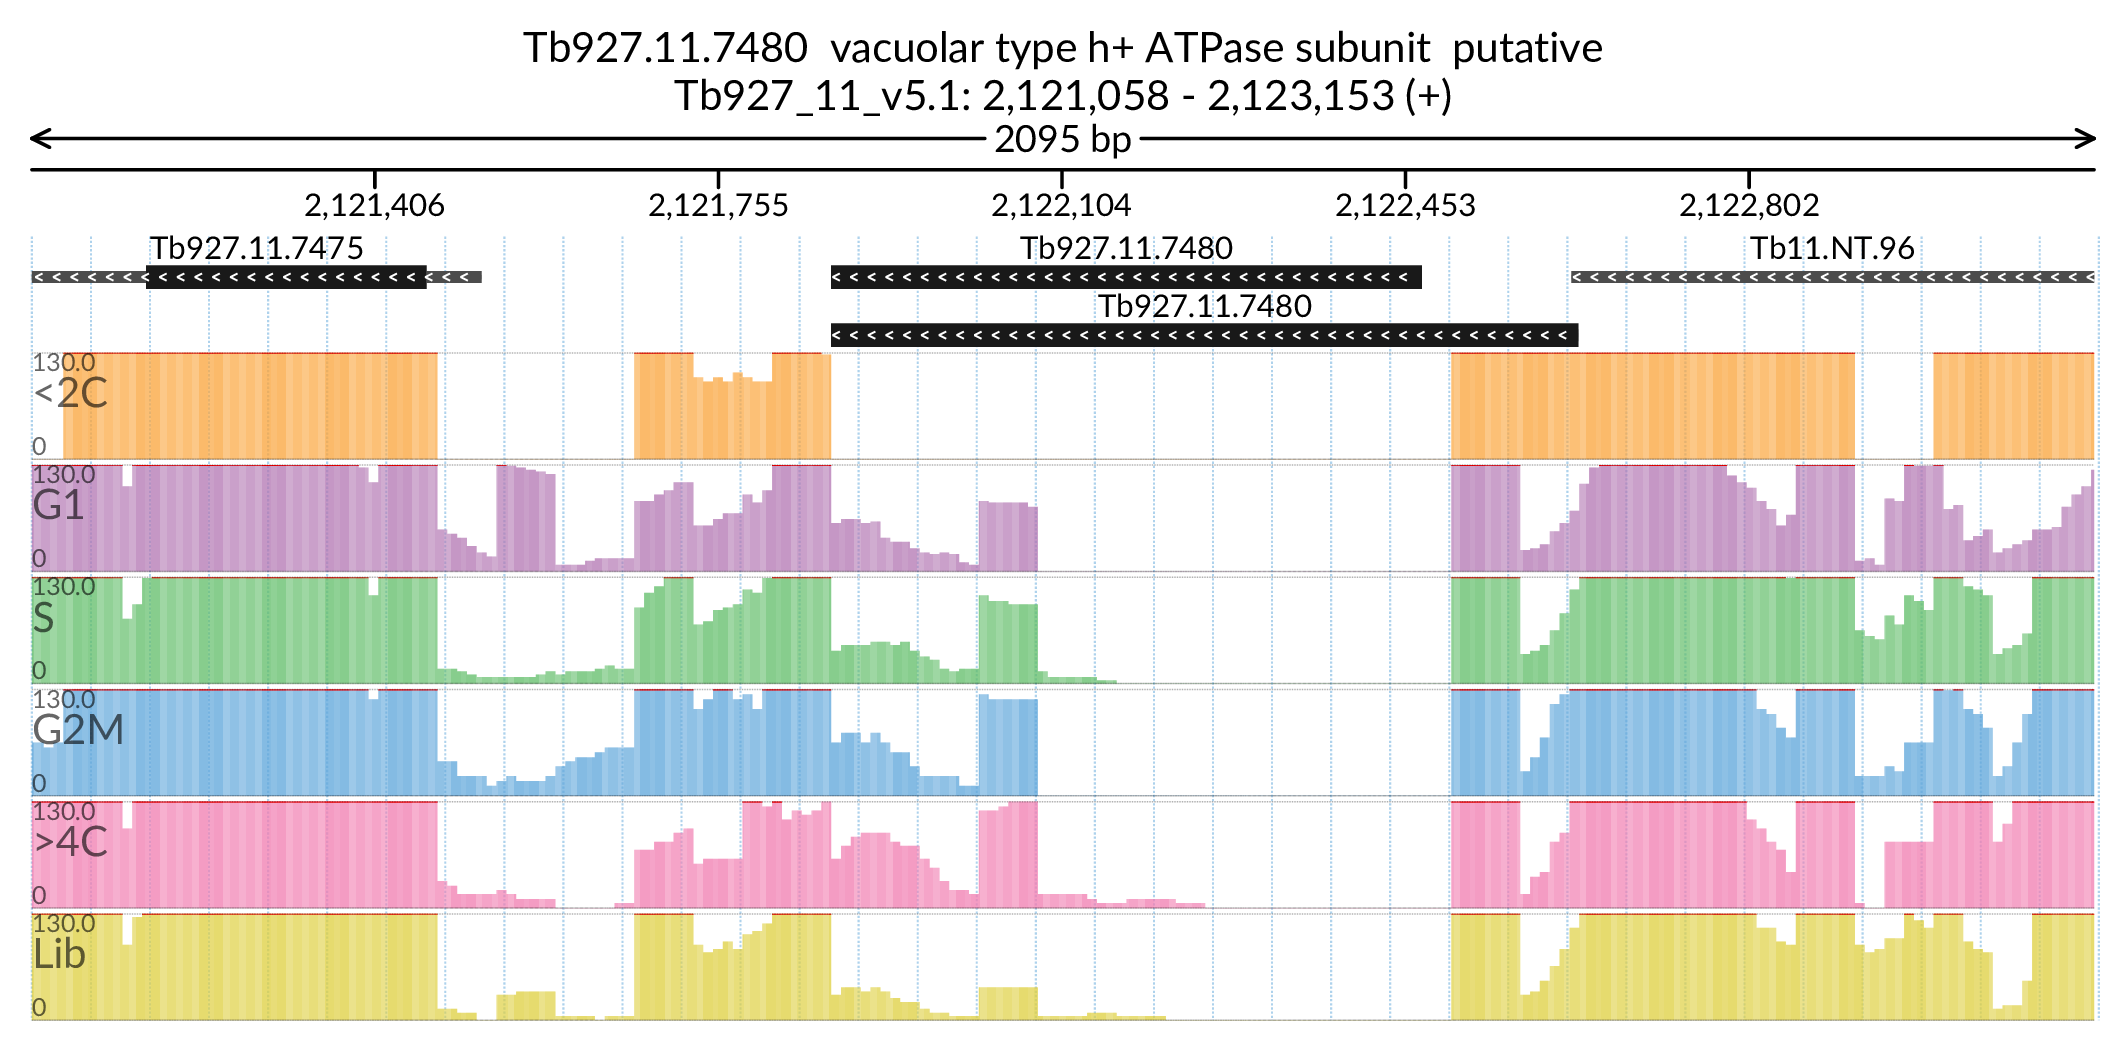 Tb927.11.7480  vacuolar type h+ ATPase subunit  putative
Tb927_11_v5.1: 2,121,058 - 2,123,153 (+)
2095 bp
2,121,406 2,121,755 2,122,104 2,122,453 2,122,802
Tb927.11.7475 Tb927.11.7480 Tb11.NT.96
Tb927.11.7480
130.0
<2C
0
130.0
G1
0
130.0
S
0
130.0
G2M
0
130.0
>4C
0
130.0
Lib
0